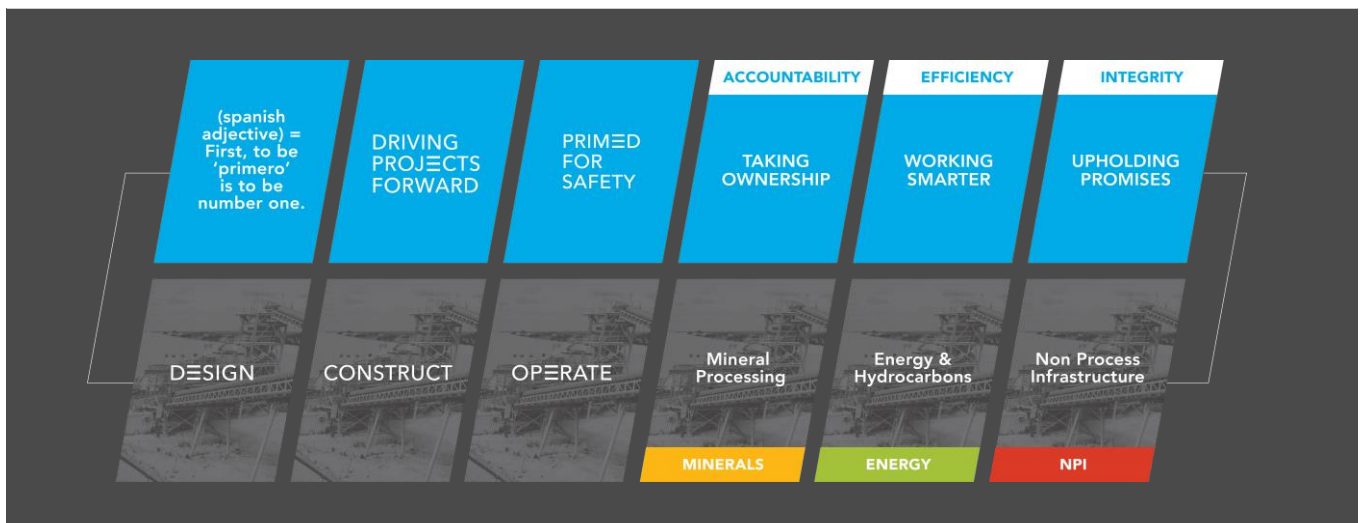 (spanish
adjective) =
First, to be
'primero'
is to be
number one.
DRIVING
PROJECTS
FORWARD
PRIMED
FOR
SAFETY
ACCOUNTABILITY
TAKING
OWNERSHIP
EFFICIENCY
WORKING
SMARTER
INTEGRITY
UPHOLDING
PROMISES
DESIGN
CONSTRUCT
OPERATE
Mineral
Processing
MINERALS
Energy &
Hydrocarbons
ENERGY
Non Process
Infrastructure
NPI